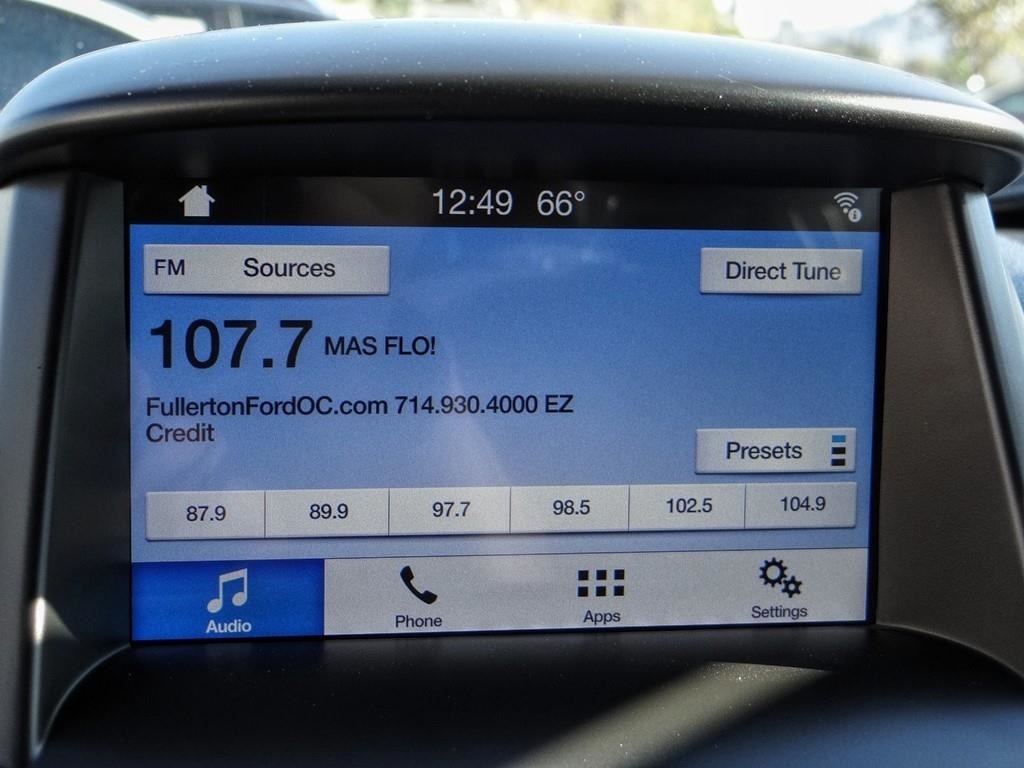 12:49 66°
FM Sources Direct Tune
107.7 MAS FLO!
FullertonFordOC.com 714.930.4000 EZ
Credit
Presets
87.9 89.9 97.7 98.5 102.5 104.9
Audio Phone Apps Settings